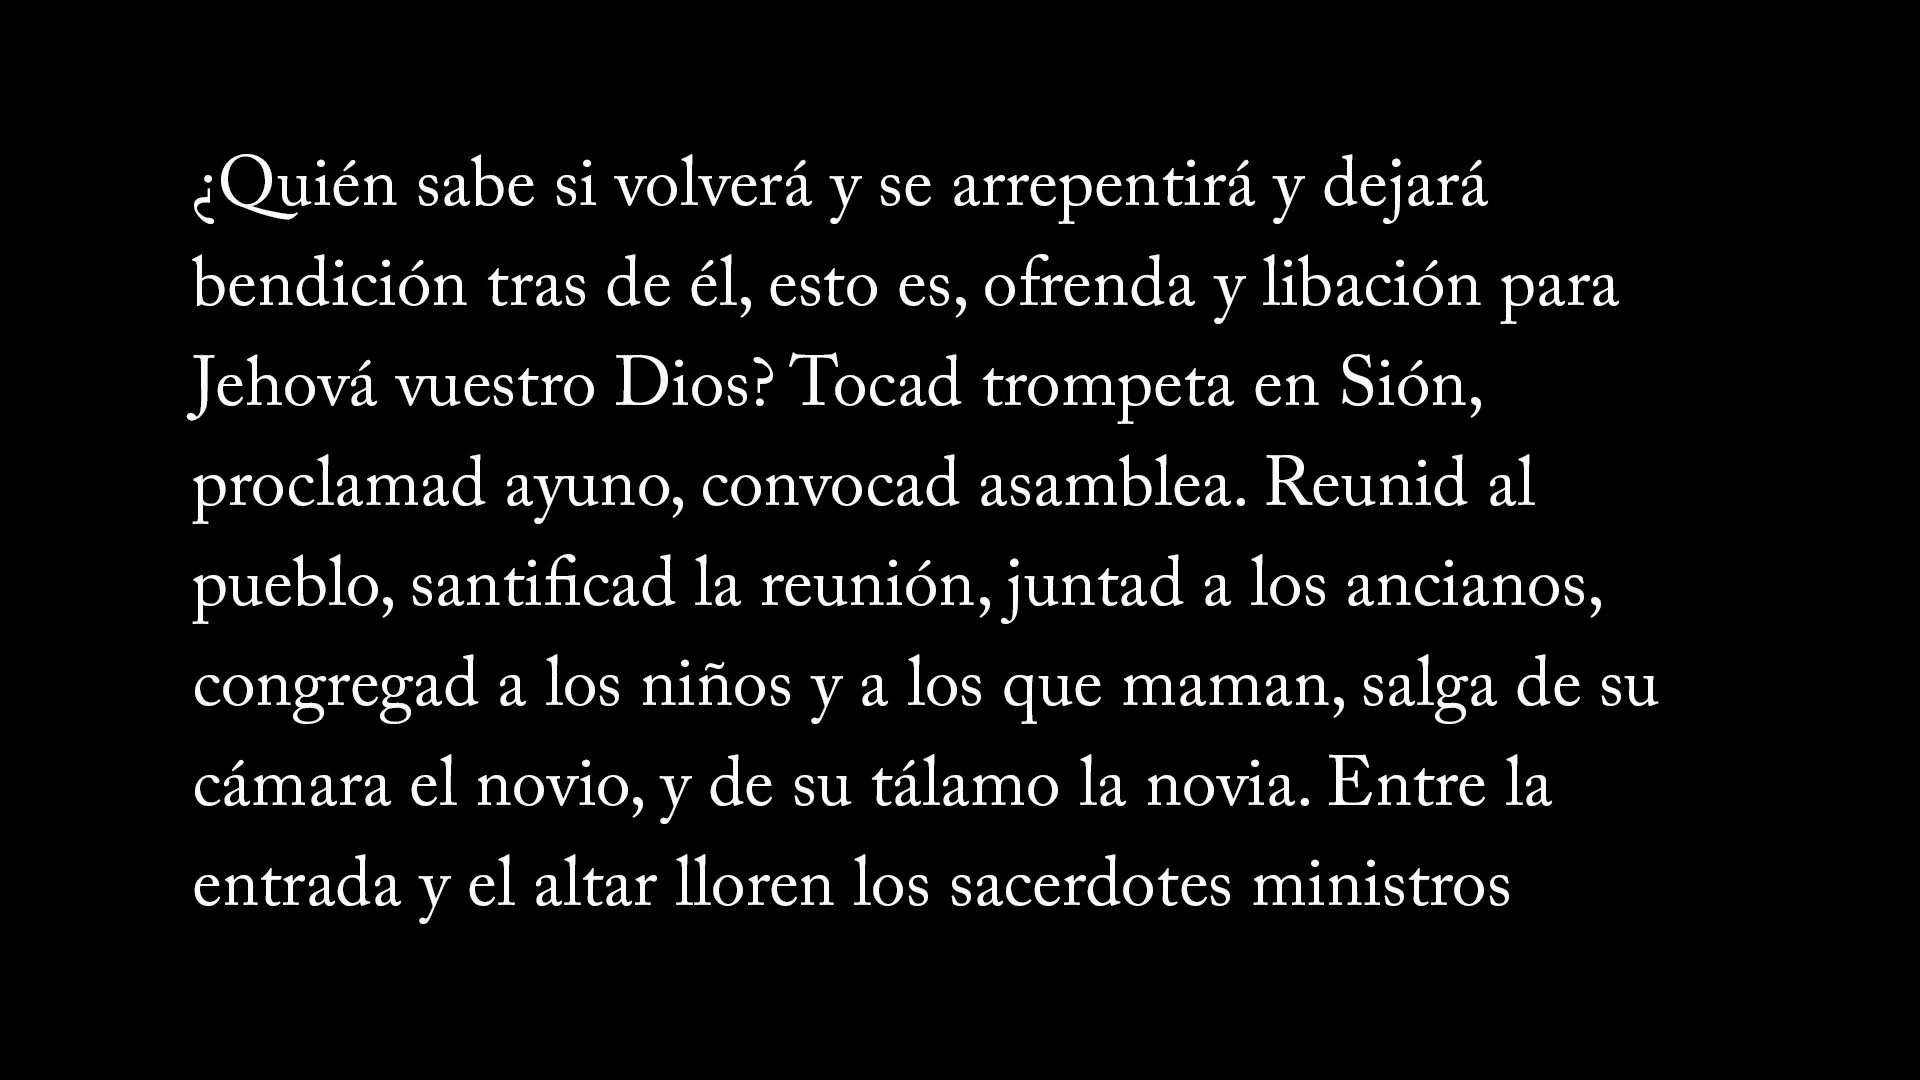 ¿Quién sabe si volverá y se arrepentirá y dejará
bendición tras de él, esto es, ofrenda y libación para
Jehová vuestro Dios? Tocad trompeta en Sión,
proclamad ayuno, convocad asamblea. Reunid al
pueblo, santificad la reunión, juntad a los ancianos,
congregad a los niños y a los que maman, salga de su
cámara el novio, y de su tálamo la novia. Entre la
entrada y el altar lloren los sacerdotes ministros